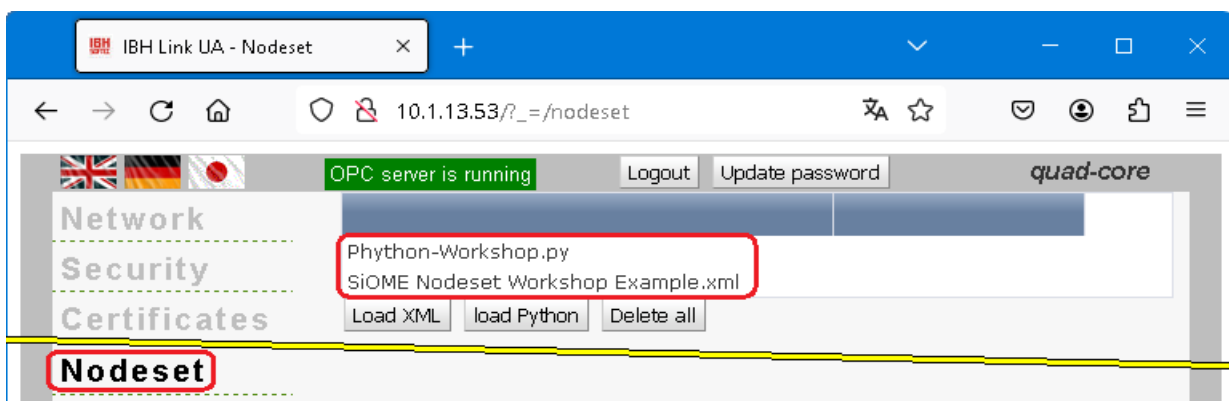 IBH Link UA - Nodeset
10.1.13.53/?_=/nodeset
OPC server is running Logout Update password quad-core
Network
Phython-Workshop.py
Security
SiOME Nodeset Workshop Example.xml
Certificates
Load XML load Python Delete all
Nodeset